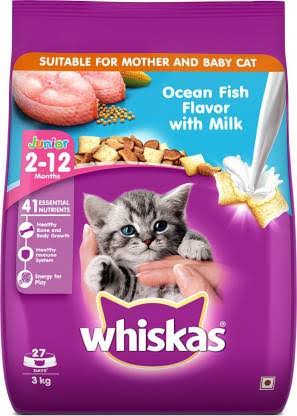 SUITABLE FOR MOTHER AND BABY CAT
Ocean Fish
Flavor
with Milk
Junior
2-12
Months
41 ESSENTIAL
NUTRIENTS
Healthy
Bone and
Body Growth
Healthy
Immune
System
Energy for
Play
whiskas
27
DAYS
3 kg